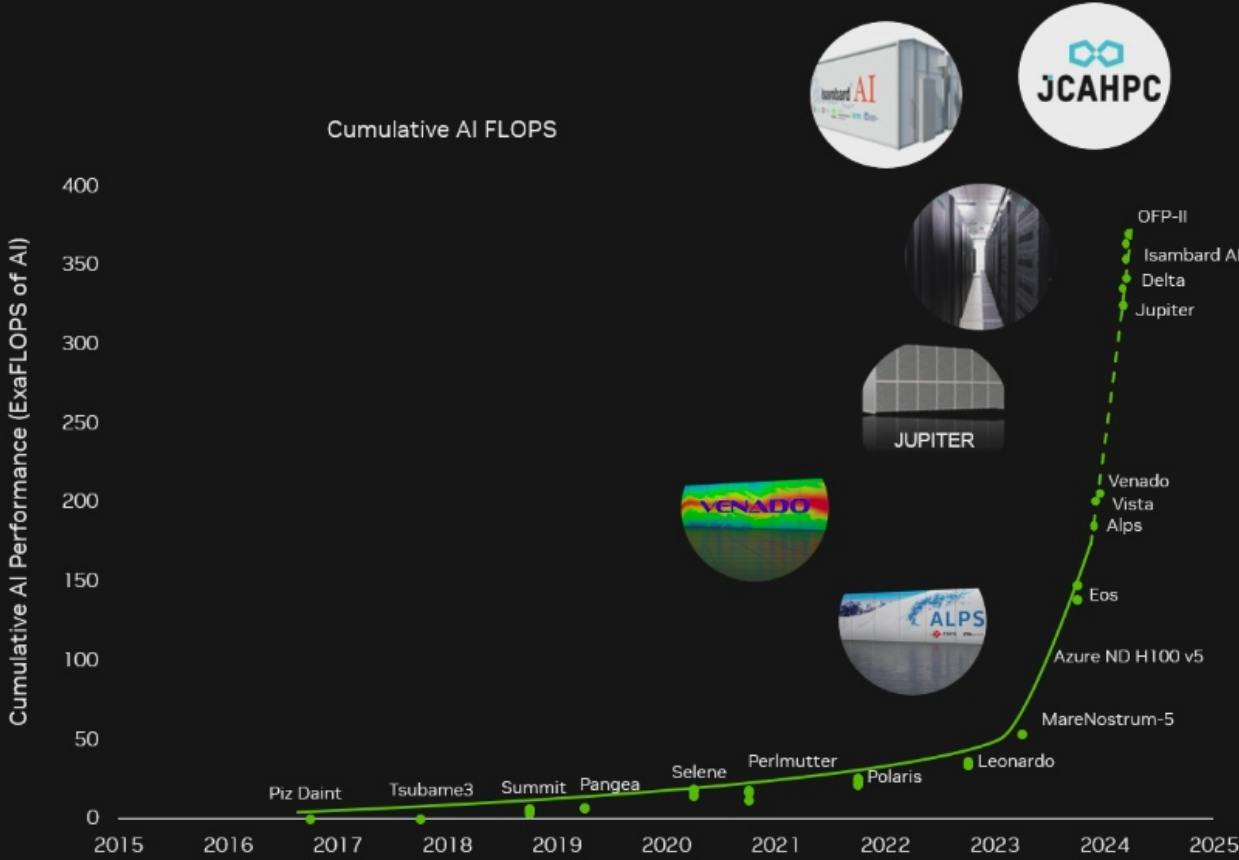 isambard AI
JCAHPC
Cumulative AI FLOPS
Cumulative AI Performance (ExaFLOPS of AI)
400
350
300
250
200
150
100
50
0
OFP-II
Isambard AI
Delta
Jupiter
JUPITER
VENADO
Venado
Vista
Alps
ALPS
Eos
Azure ND H100 v5
MareNostrum-5
Leonardo
Polaris
Perlmutter
Selene
Pangea
Summit
Tsubame3
Piz Daint
2015 2016 2017 2018 2019 2020 2021 2022 2023 2024 2025